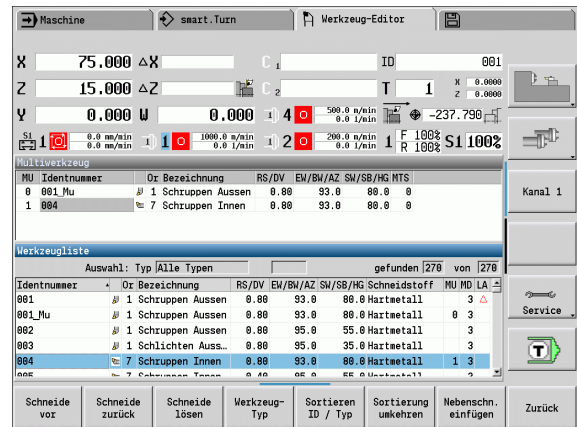 Maschine smart.Turn Werkzeug-Editor
X 75.000 ΔX C 1 ID 001
Z 15.000 ΔZ C 2 T 1 X 0.0000 Z 0.0000
Y 0.000 W 0.000 4 500.0 m/min 0.0 1/min -237.790
S1 1 0.0 mm/min 0.0 mm/min 1 1000.0 m/min 0.0 1/min 2 200.0 m/min 0.0 1/min 1 F 100% R 100% S1 100%
Multiwerkzeug
MU Identnummer Or Bezeichnung RS/DV EW/BW/AZ SW/SB/HG MTS
0 001_Mu 1 Schruppen Aussen 0.80 93.0 80.0 0
1 004 7 Schruppen Innen 0.80 93.0 80.0 0
Kanal 1
Werkzeugliste
Auswahl: Typ Alle Typen gefunden 270 von 270
Identnummer Or Bezeichnung RS/DV EW/BW/AZ SW/SB/HG Schneidstoff MU MD LA
001 1 Schruppen Aussen 0.80 93.0 80.0 Hartmetall 3
001_Mu 1 Schruppen Aussen 0.80 93.0 80.0 Hartmetall 0 3
002 1 Schruppen Aussen 0.80 95.0 55.0 Hartmetall 3
003 1 Schlichten Auss… 0.80 95.0 35.0 Hartmetall 3
004 7 Schruppen Innen 0.80 93.0 80.0 Hartmetall 1 3
Service
T
Schneide vor
Schneide zurück
Schneide lösen
Werkzeug-Typ
Sortieren ID / Typ
Sortierung umkehren
Nebenschn. einfügen
Zurück